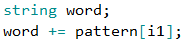 string word;
word += pattern[i1];